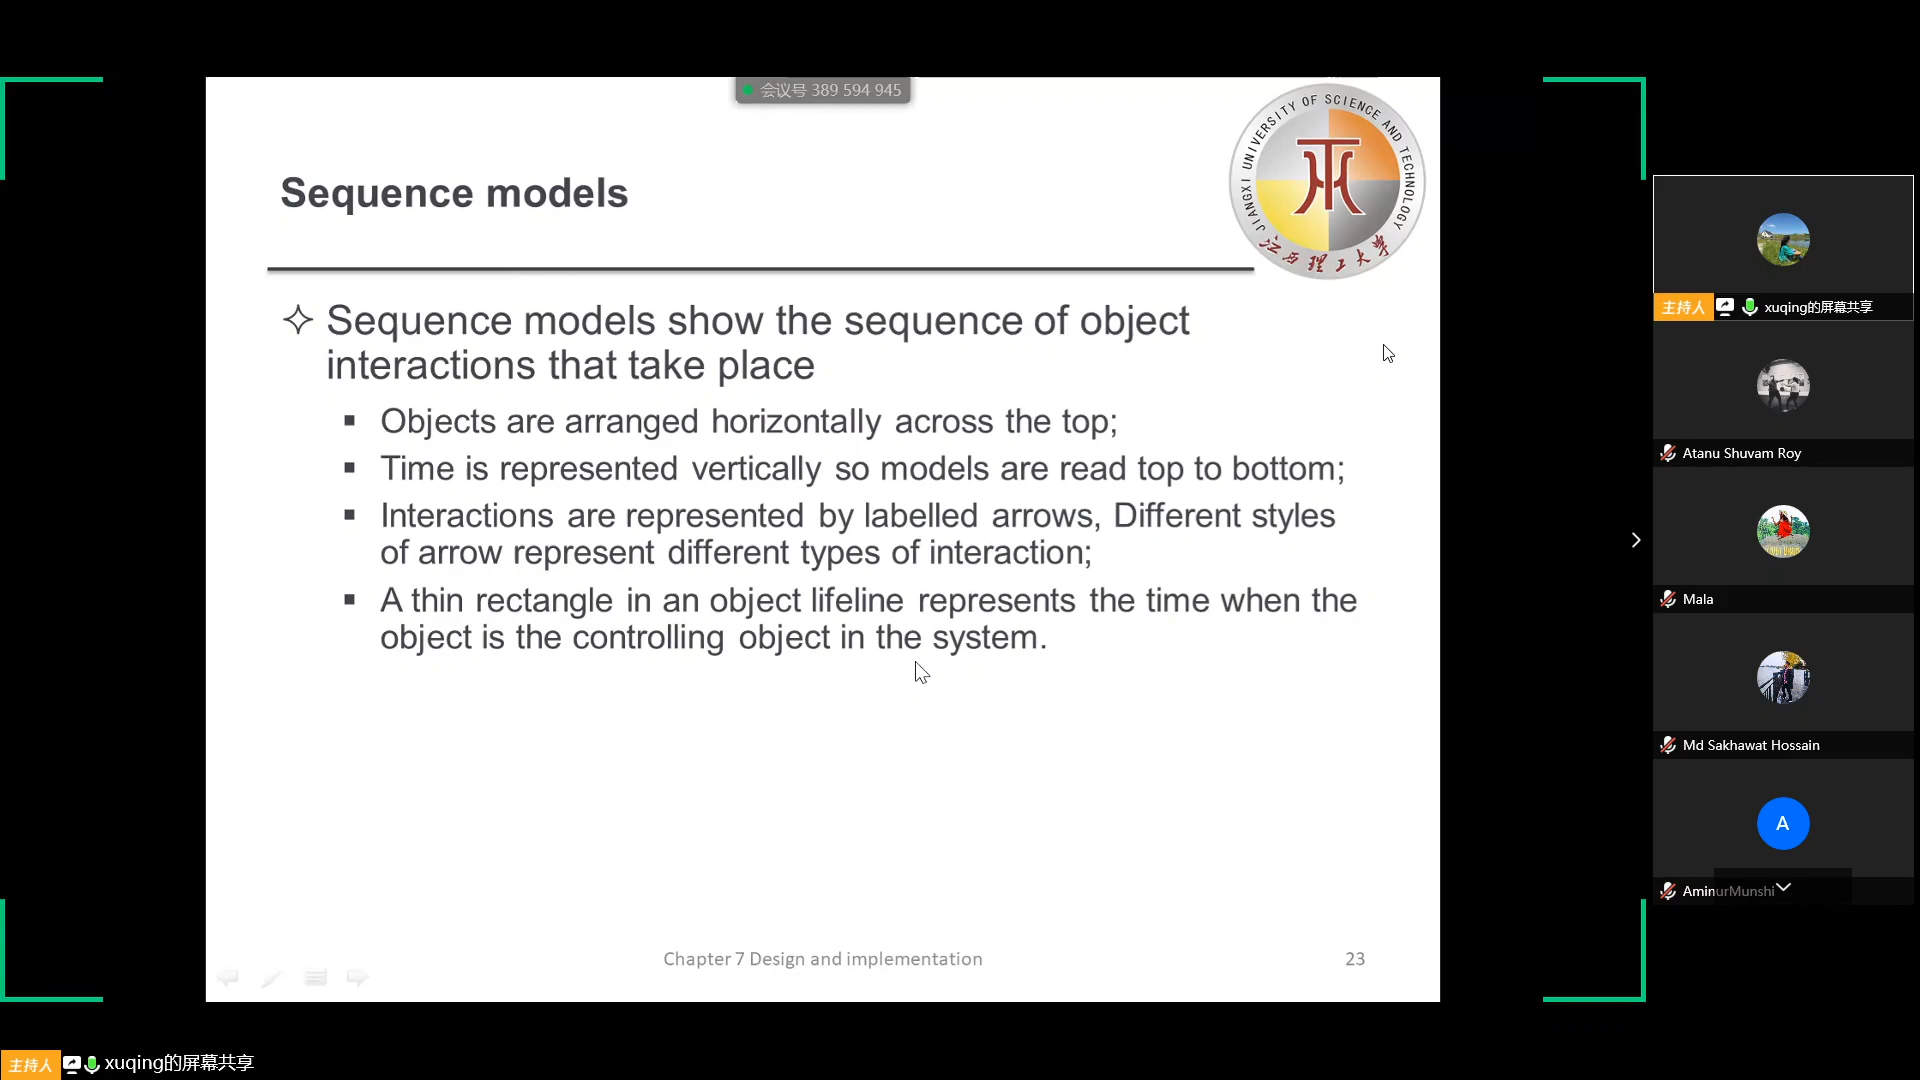 会议号 389 594 945
JIANGXI UNIVERSITY OF SCIENCE AND TECHNOLOGY
江西理工大学
Sequence models
Sequence models show the sequence of object
interactions that take place
Objects are arranged horizontally across the top;
Time is represented vertically so models are read top to bottom;
Interactions are represented by labelled arrows, Different styles
of arrow represent different types of interaction;
A thin rectangle in an object lifeline represents the time when the
object is the controlling object in the system.
Chapter 7 Design and implementation
23
主持人 xuqing的屏幕共享
Atanu Shuvam Roy
Mala
Md Sakhawat Hossain
A
AminurMunshi
主持人 xuqing的屏幕共享